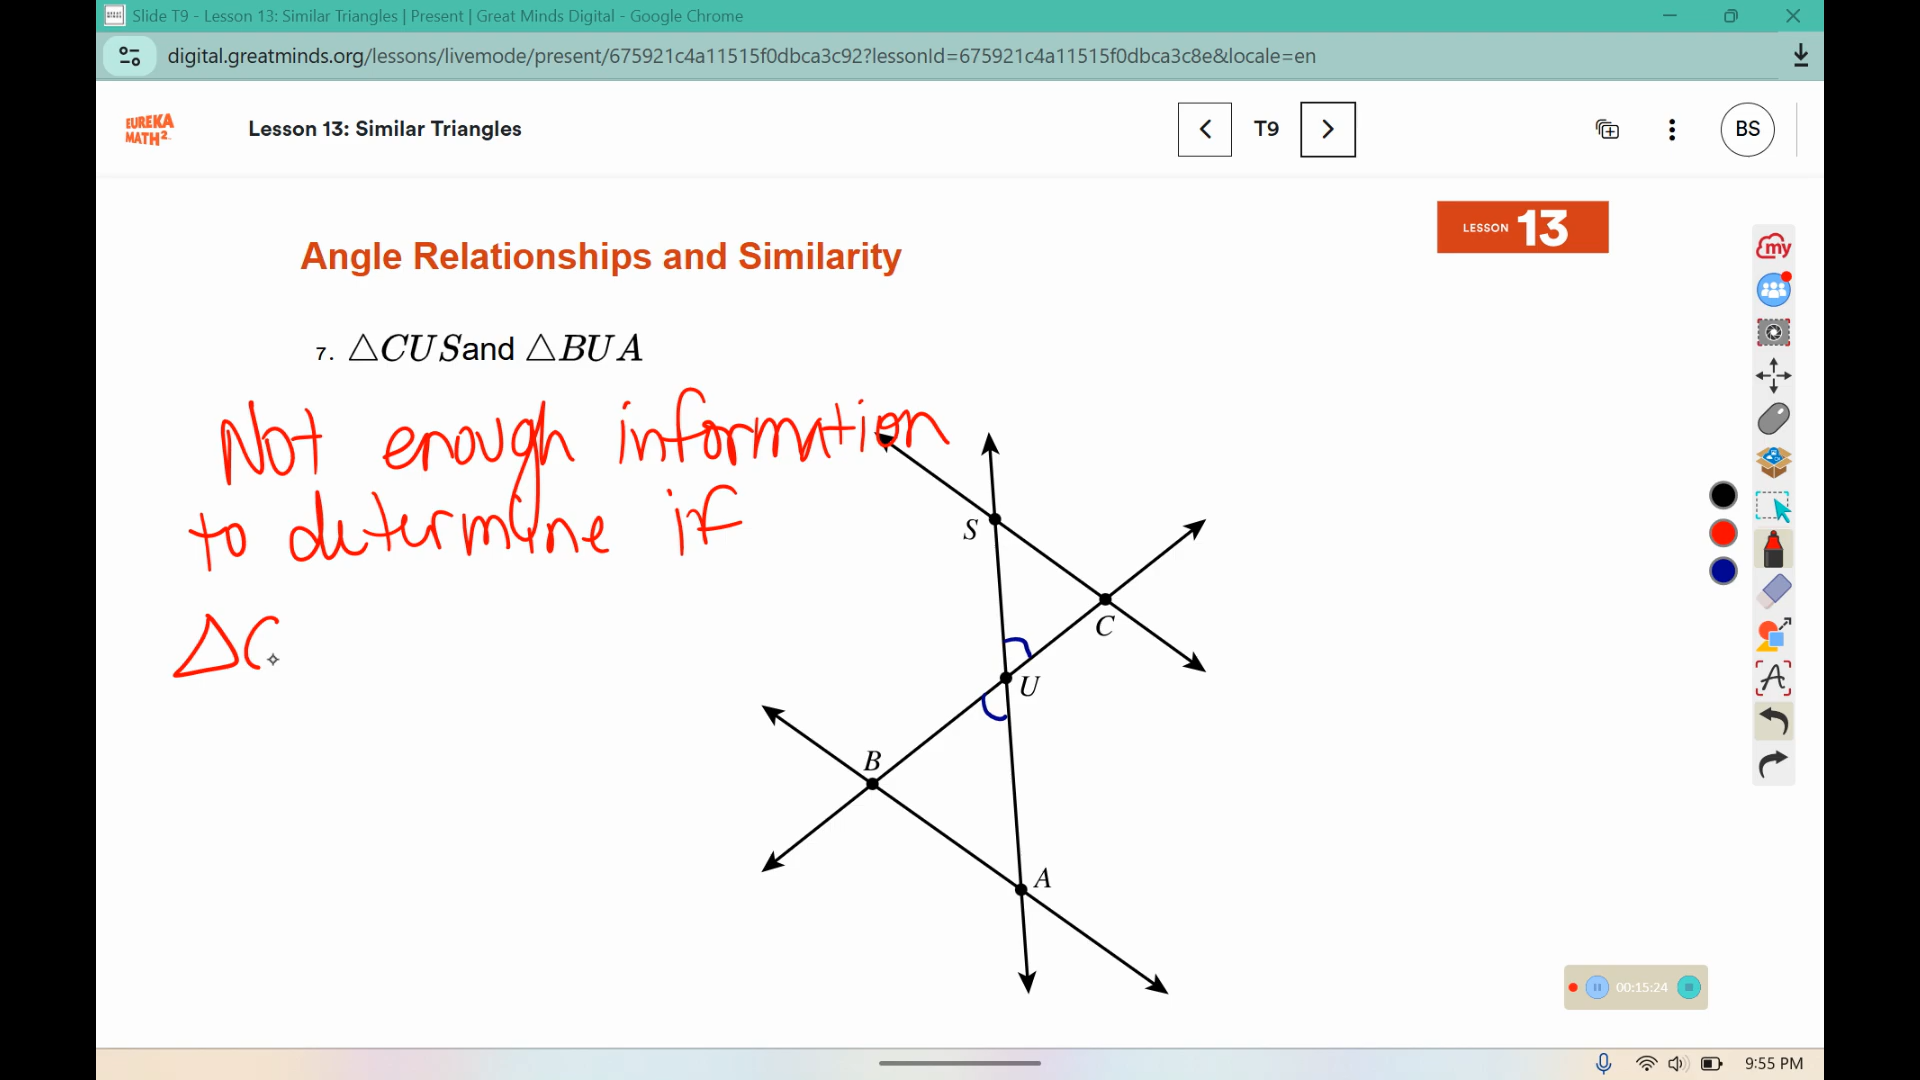 Slide T9 - Lesson 13: Similar Triangles | Present | Great Minds Digital - Google Chrome
digital.greatminds.org/lessons/livemode/present/675921c4a11515f0dbca3c92?lessonId=675921c4a11515f0dbca3c8e&locale=en
EUREKA
MATH²
Lesson 13: Similar Triangles
T9
BS
LESSON 13
my
Angle Relationships and Similarity
7. △CUS and △BUA
Not enough information
to determine if
△C
S
C
U
B
A
00:15:24
9:55 PM